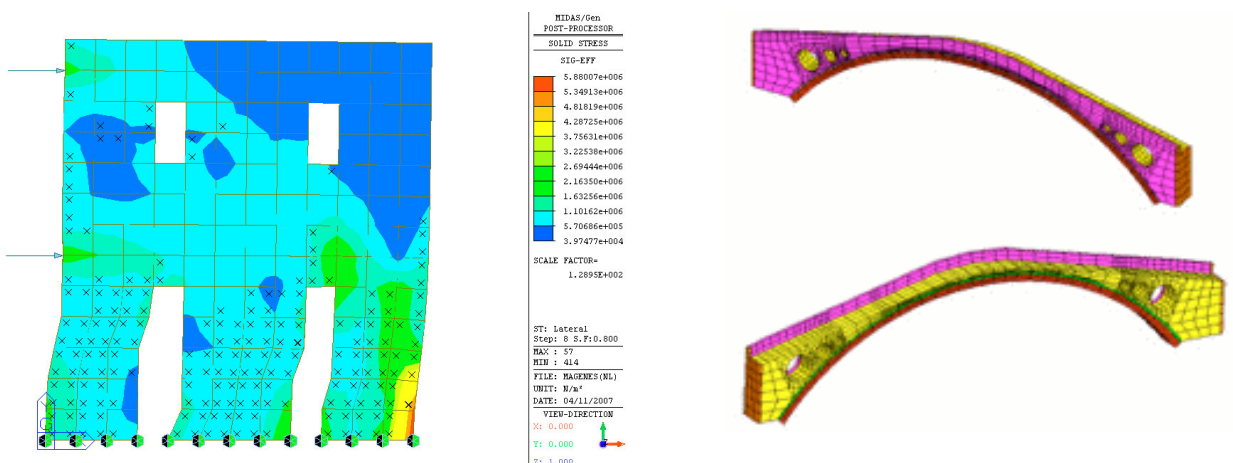 MIDAS/Gen
POST-PROCESSOR
SOLID STRESS
SIG-EFF
5.88007e+006
5.34913e+006
4.81819e+006
4.28725e+006
3.75631e+006
3.22538e+006
2.69444e+006
2.16350e+006
1.63256e+006
1.10162e+006
5.70686e+005
3.97477e+004
SCALE FACTOR=
1.2895E+002
ST: Lateral
Step: 8 S.F:0.800
MAX : 57
MIN : 414
FILE: MAGENES(NL)
UNIT: N/m²
DATE: 04/11/2007
VIEW-DIRECTION
X: 0.000
Y: 0.000
Z: 1.000